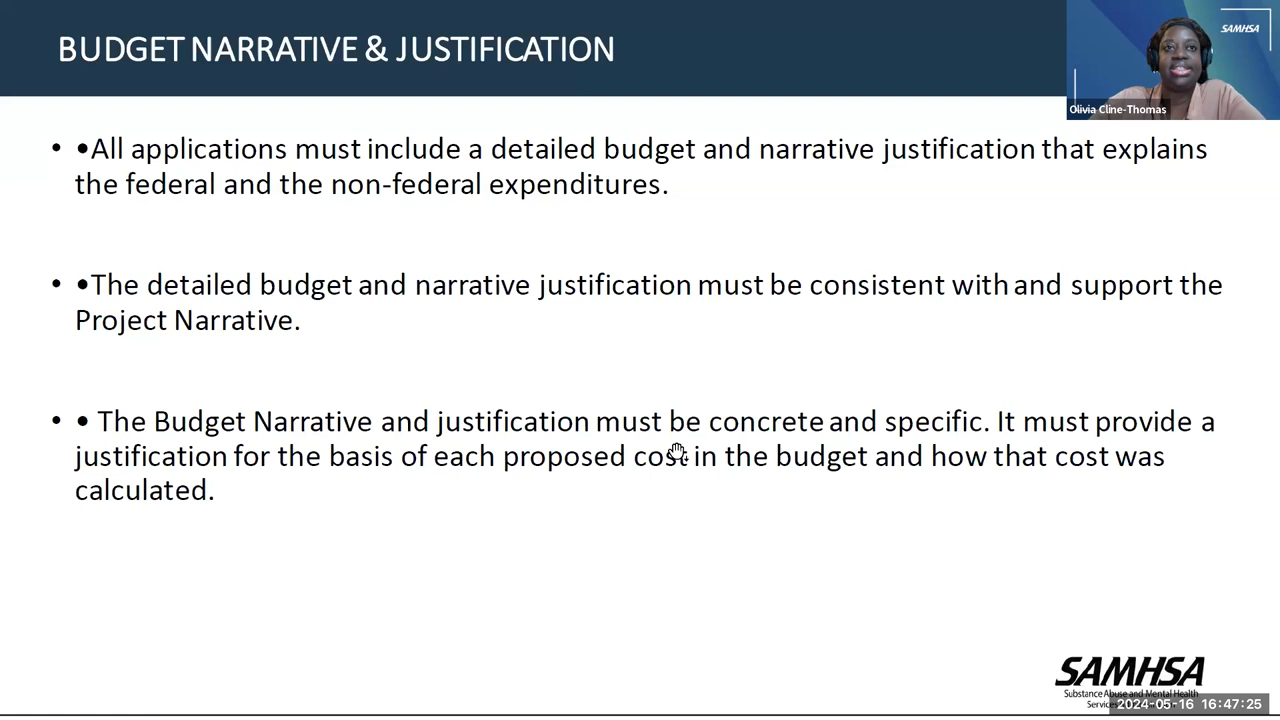 BUDGET NARRATIVE & JUSTIFICATION
SAMHSA
Olivia Cline-Thomas
• •All applications must include a detailed budget and narrative justification that explains
the federal and the non-federal expenditures.
• •The detailed budget and narrative justification must be consistent with and support the
Project Narrative.
• • The Budget Narrative and justification must be concrete and specific. It must provide a
justification for the basis of each proposed cost in the budget and how that cost was
calculated.
SAMHSA
Substance Abuse and Mental Health
Services
2024-05-16 16:47:25